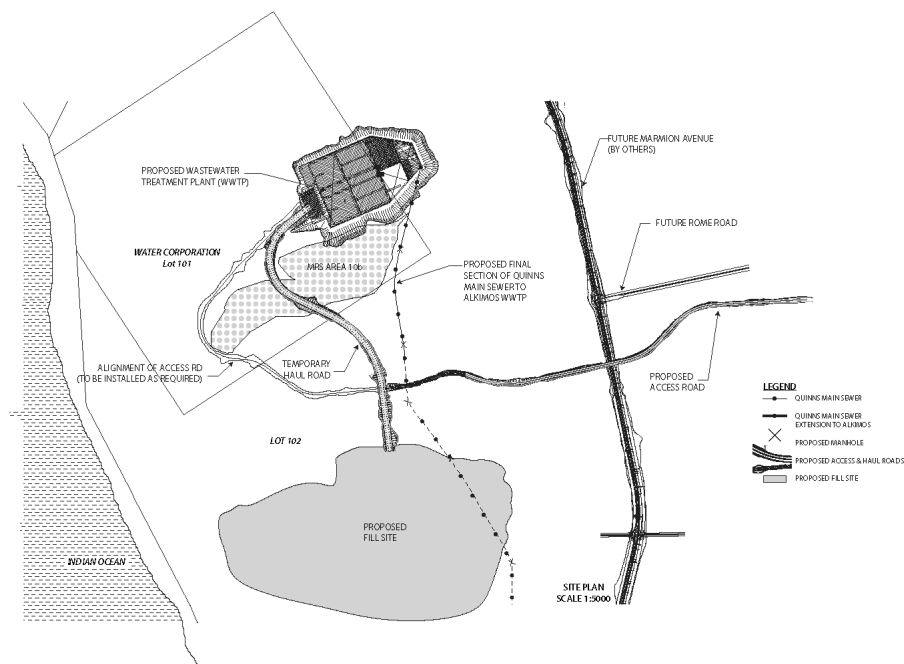 FUTURE MARMION AVENUE
(BY OTHERS)
PROPOSED WASTEWATER
TREATMENT PLANT (WWTP)
FUTURE ROME ROAD
WATER CORPORATION
Lot 101
MRS AREA 10b
PROPOSED FINAL
SECTION OF QUINNS
MAIN SEWER TO
ALKIMOS WWTP
ALIGNMENT OF ACCESS RD
(TO BE INSTALLED AS REQUIRED)
TEMPORARY
HAUL ROAD
PROPOSED
ACCESS ROAD
LEGEND
QUINNS MAIN SEWER
QUINNS MAIN SEWER
EXTENSION TO ALKIMOS
PROPOSED MANHOLE
PROPOSED ACCESS & HAUL ROADS
PROPOSED FILL SITE
LOT 102
PROPOSED
FILL SITE
INDIAN OCEAN
SITE PLAN
SCALE 1:5000